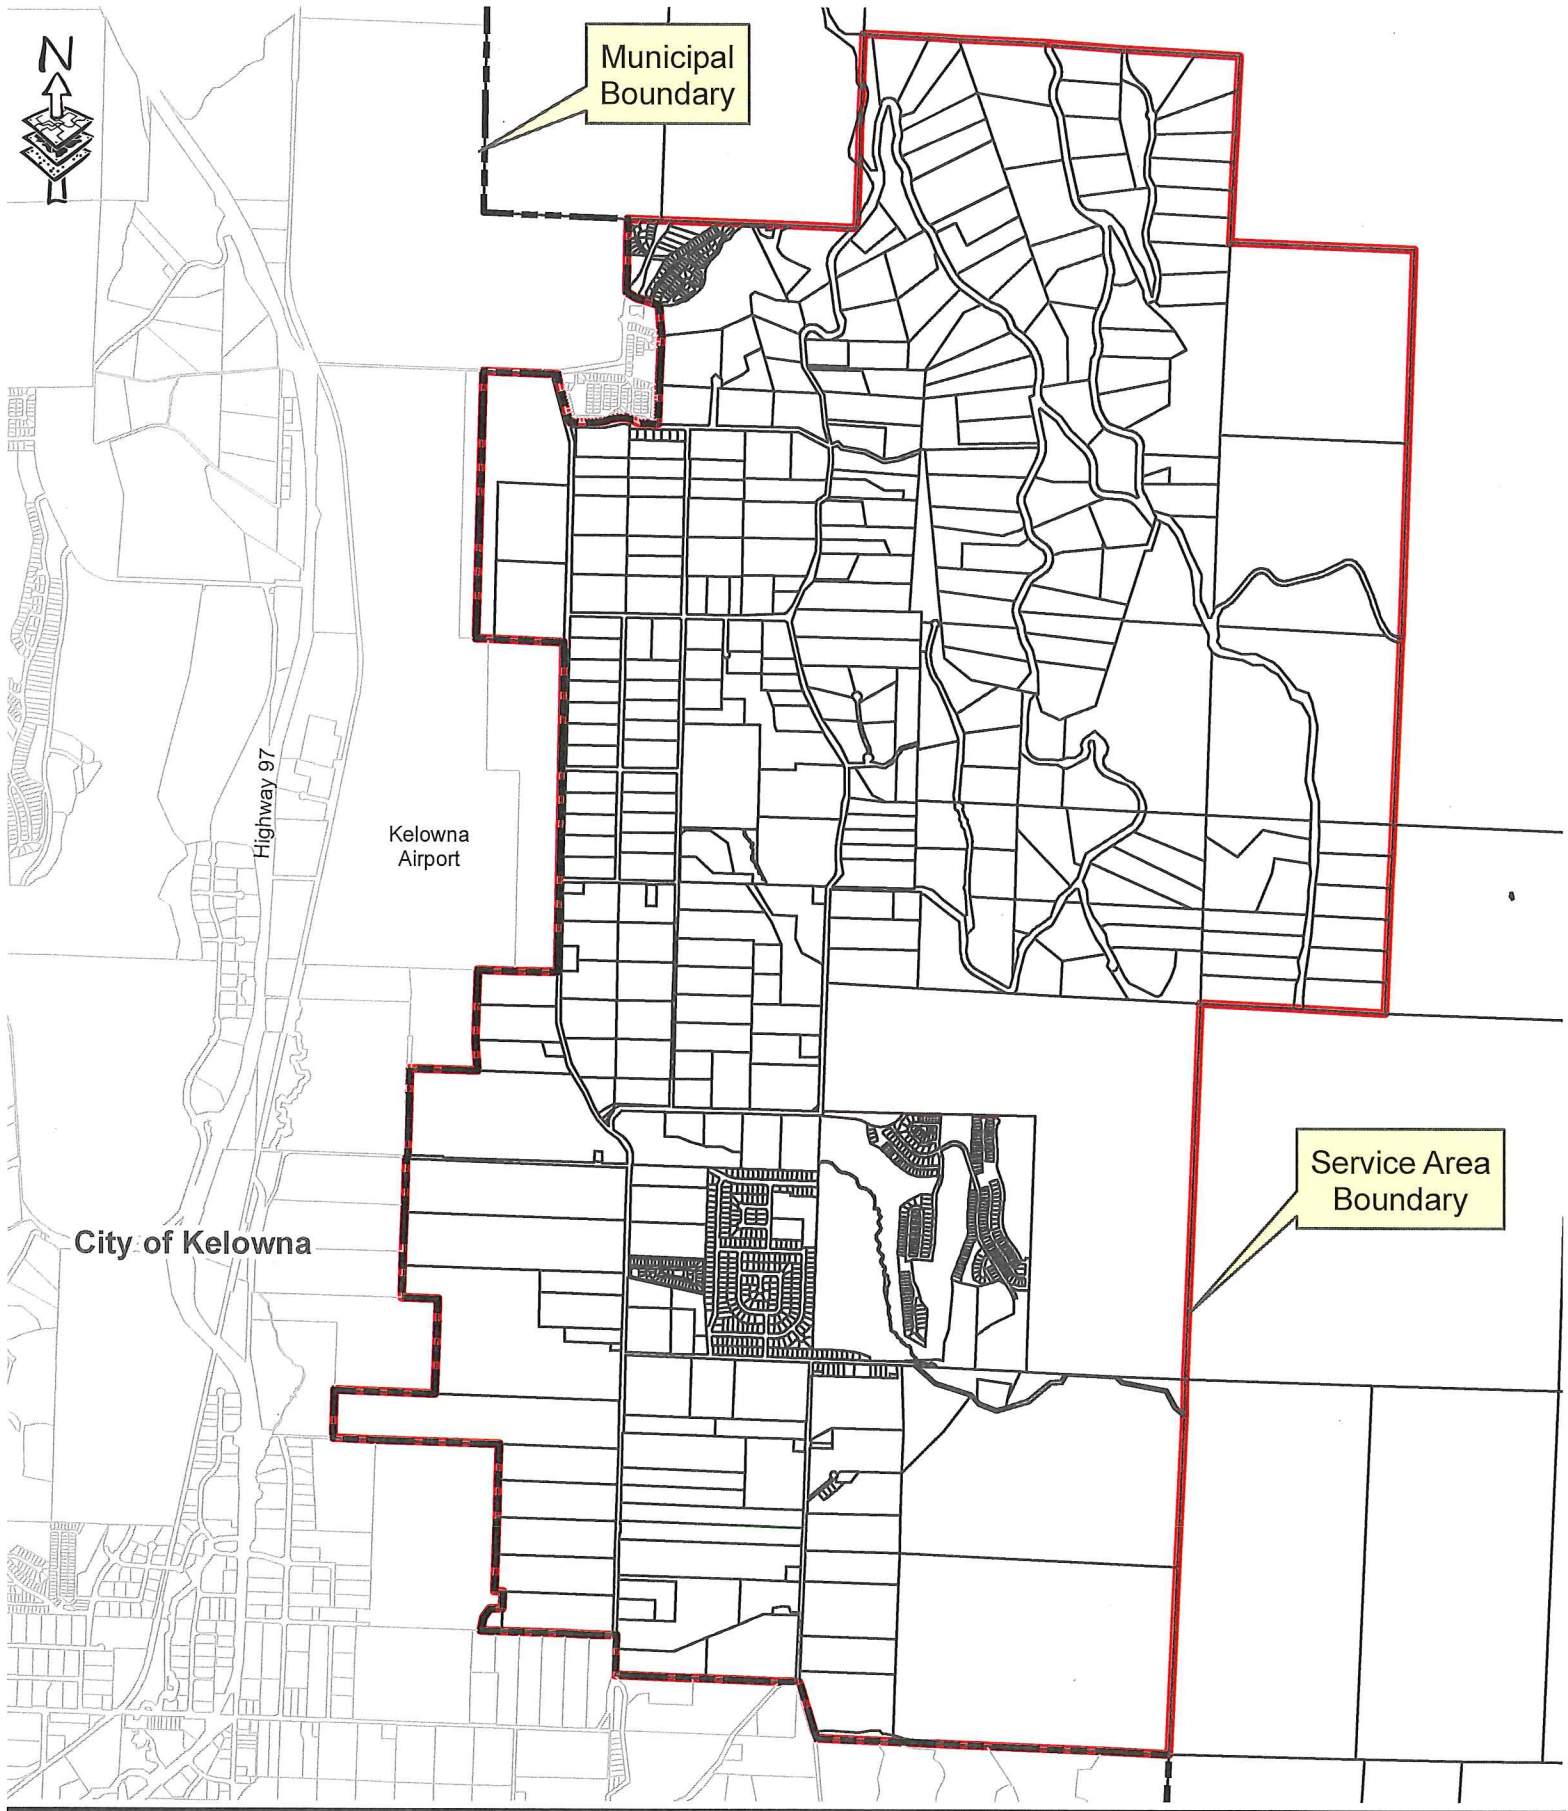 N
Municipal
Boundary
Highway 97
Kelowna
Airport
Service Area
Boundary
City of Kelowna